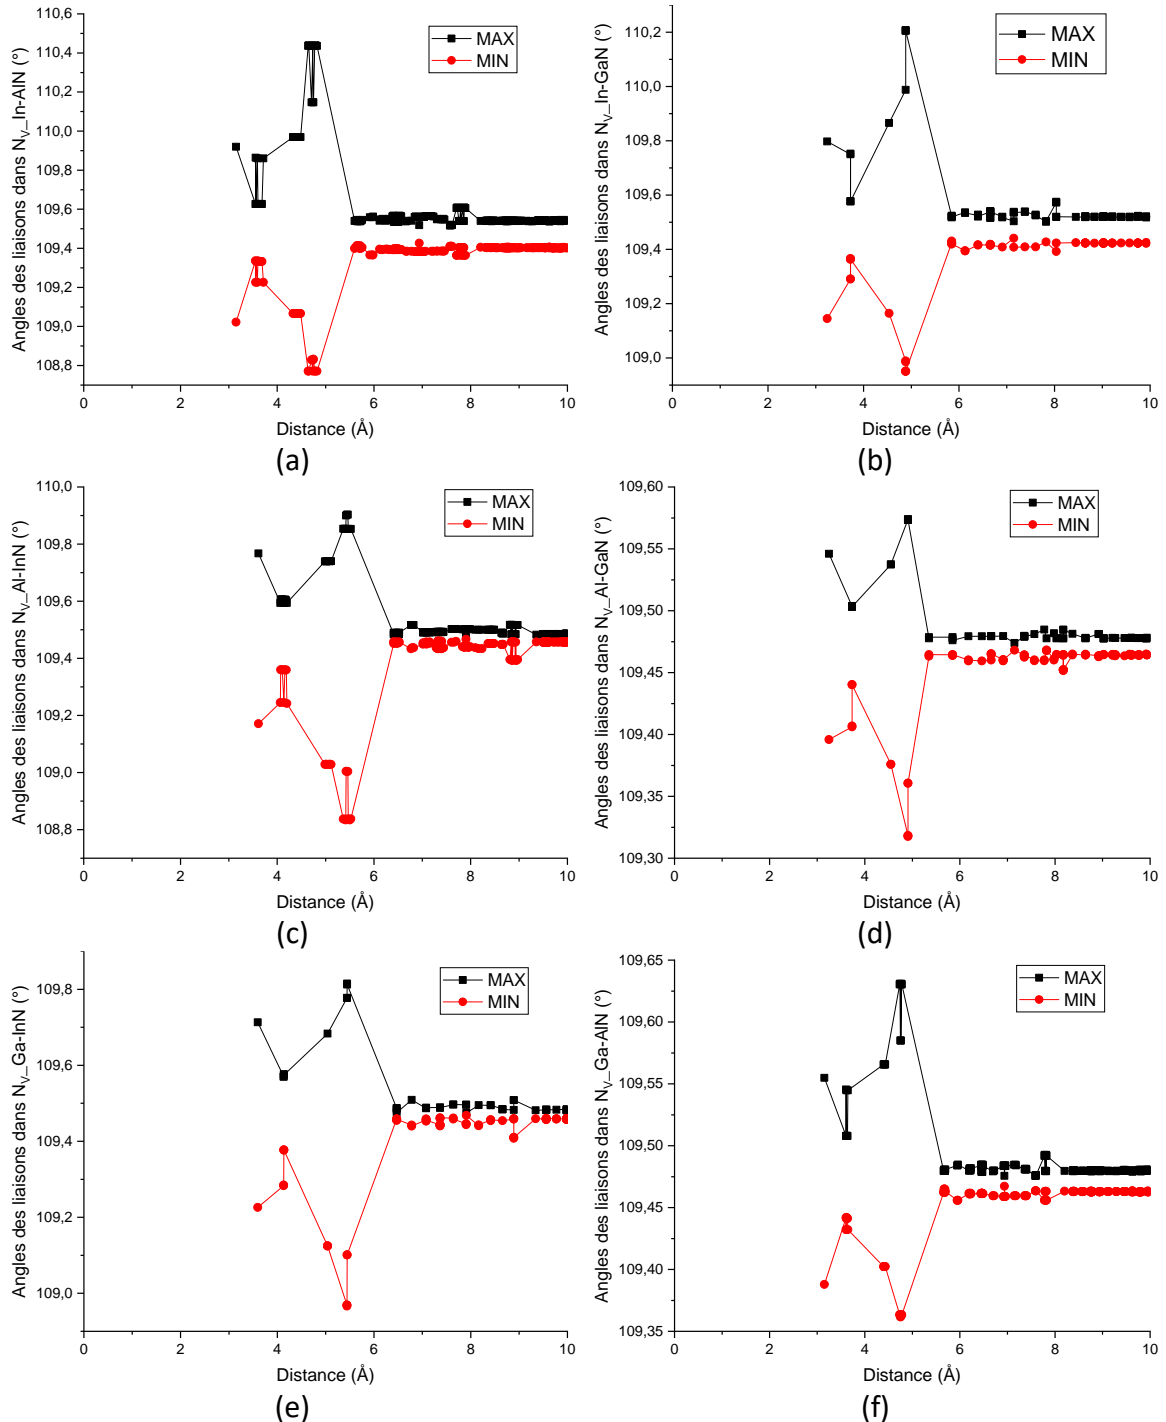 Angles des liaisons dans N_V_In-AlN (°)
110,6
110,4
110,2
110,0
109,8
109,6
109,4
109,2
109,0
108,8
MAX
MIN
0 2 4 6 8 10
Distance (Å)
(a)
Angles des liaisons dans N_V_In-GaN (°)
110,2
110,0
109,8
109,6
109,4
109,2
109,0
MAX
MIN
0 2 4 6 8 10
Distance (Å)
(b)
Angles des liaisons dans N_V_Al-InN (°)
110,0
109,8
109,6
109,4
109,2
109,0
108,8
MAX
MIN
0 2 4 6 8 10
Distance (Å)
(c)
Angles des liaisons dans N_V_Al-GaN (°)
109,60
109,55
109,50
109,45
109,40
109,35
109,30
MAX
MIN
0 2 4 6 8 10
Distance (Å)
(d)
Angles des liaisons dans N_V_Ga-InN (°)
109,8
109,6
109,4
109,2
109,0
MAX
MIN
0 2 4 6 8 10
Distance (Å)
(e)
Angles des liaisons dans N_V_Ga-AlN (°)
109,65
109,60
109,55
109,50
109,45
109,40
109,35
MAX
MIN
0 2 4 6 8 10
Distance (Å)
(f)